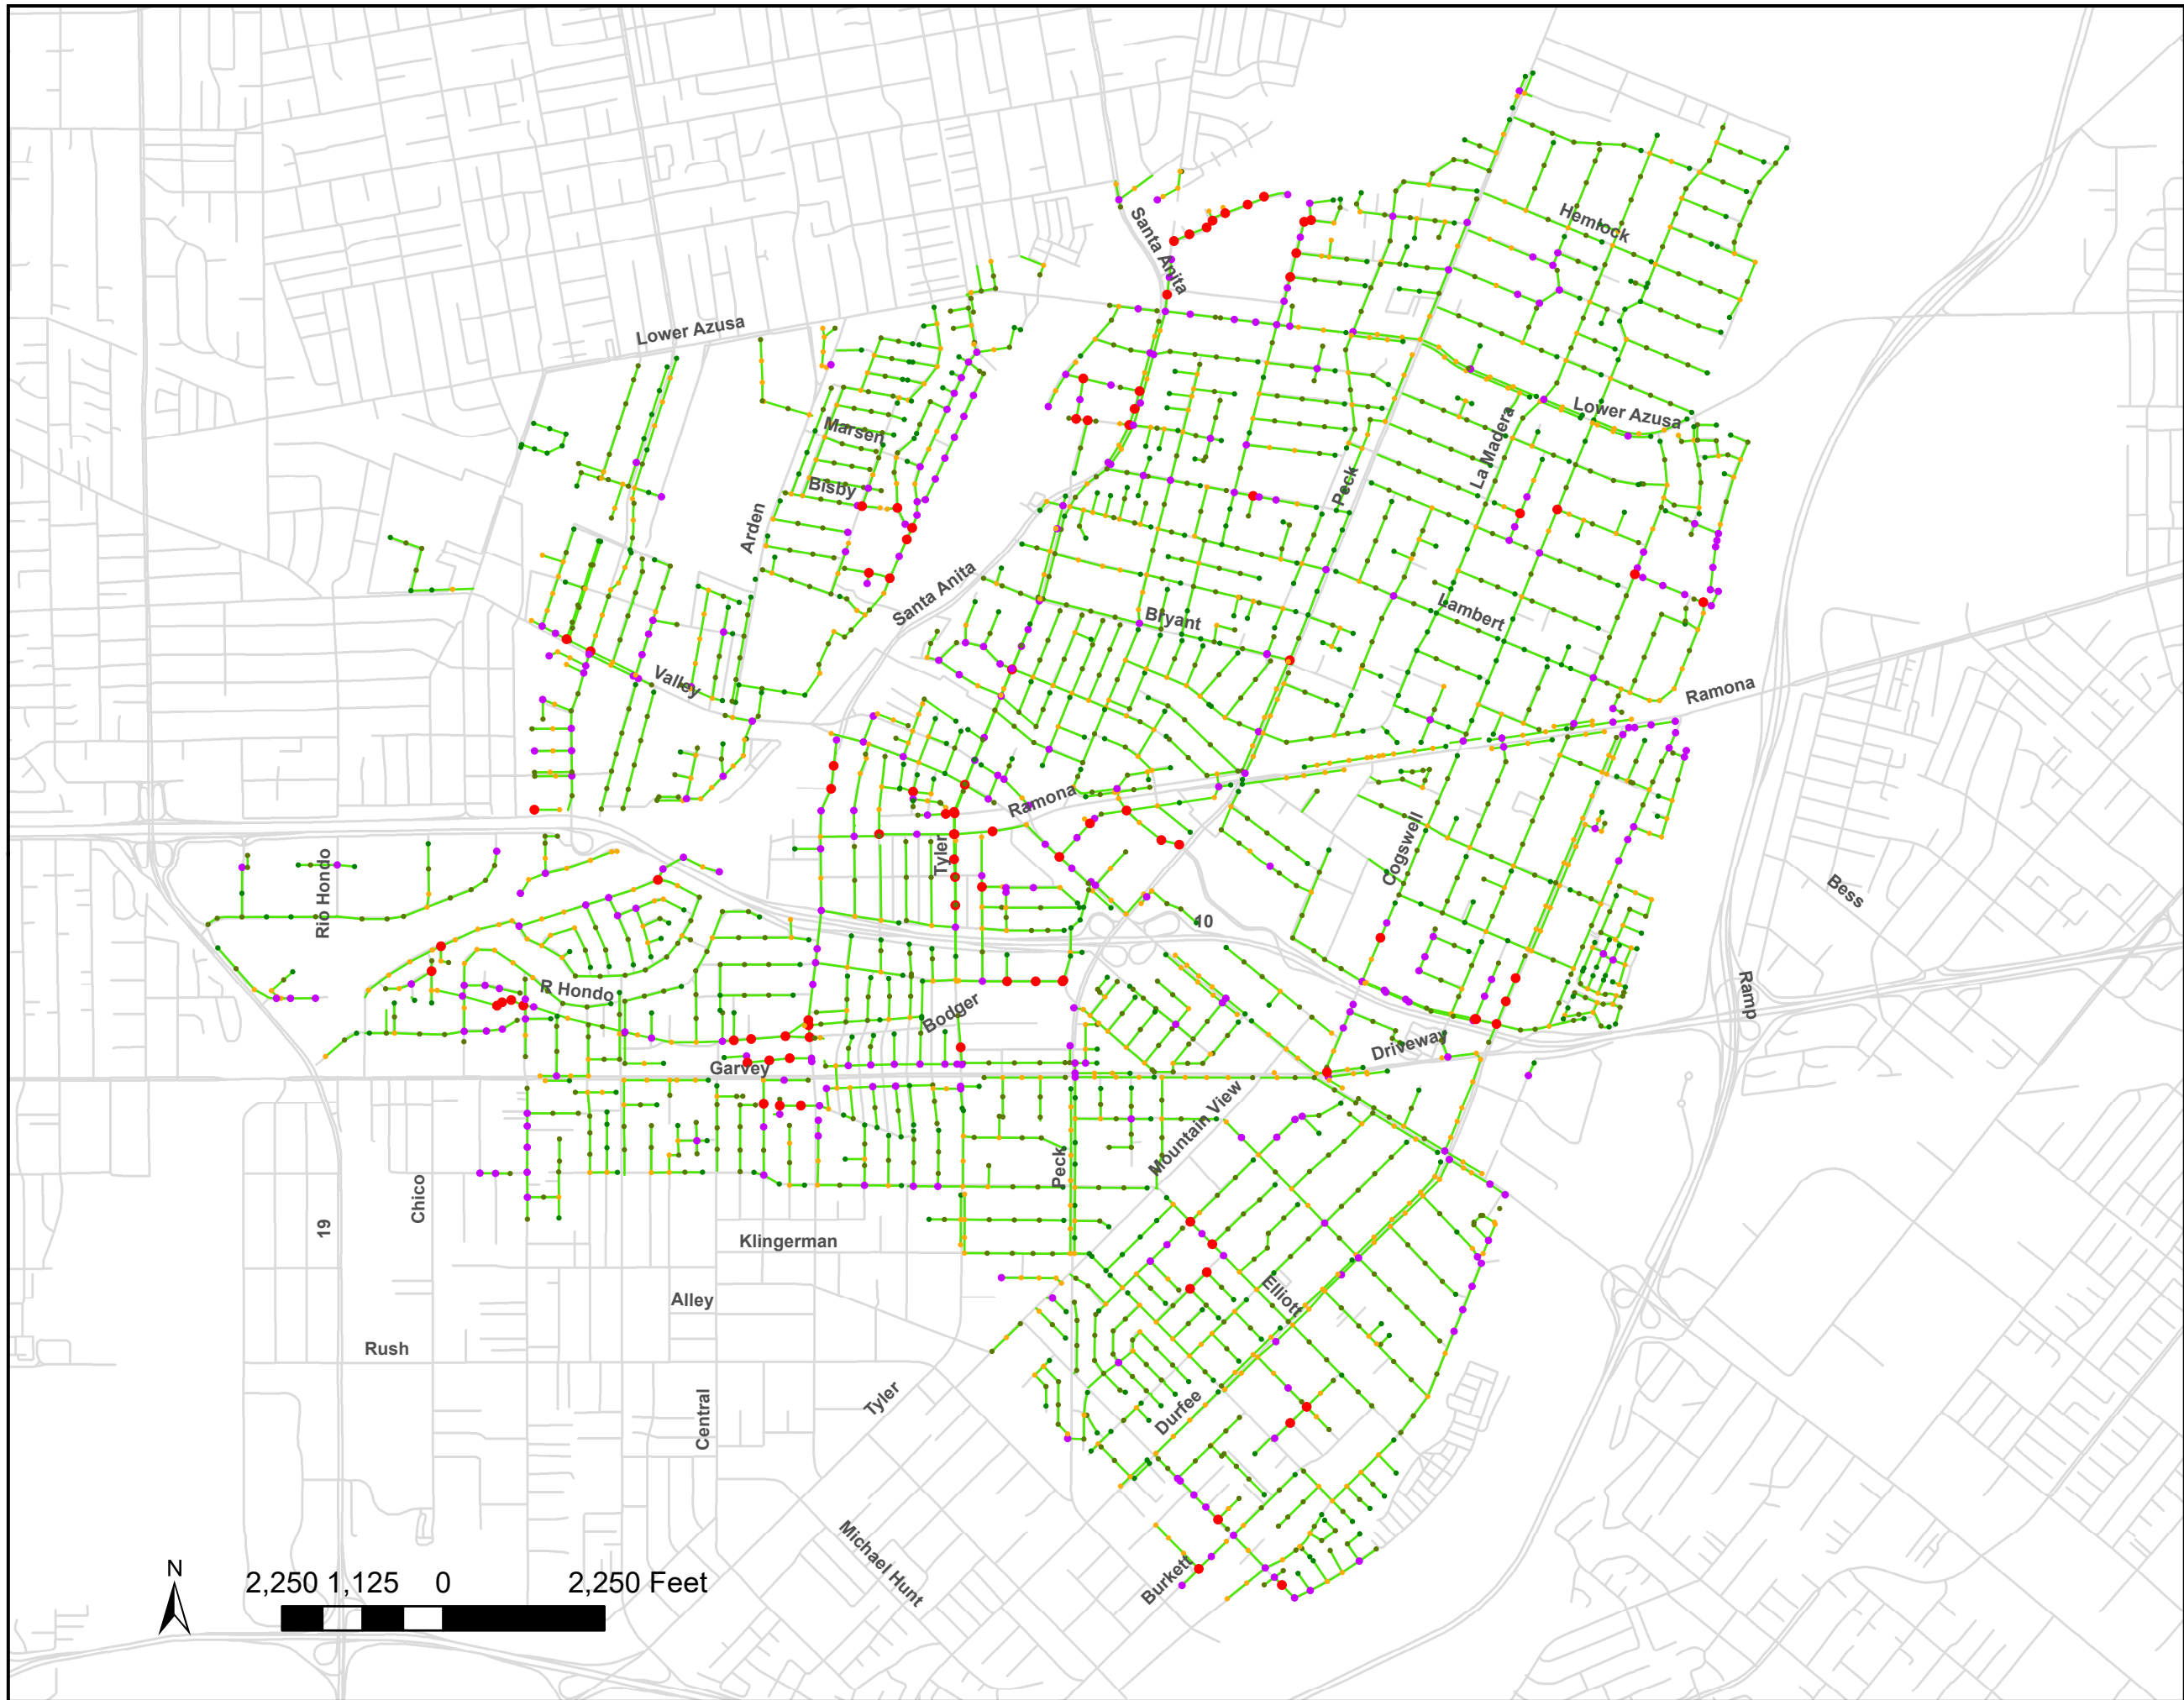 Santa Anita
Hemlock
Lower Azusa
Lower Azusa
Marsen
La Madera
Bisby
Peck
Arden
Santa Anita
Bryant
Lambert
Valley
Ramona
Ramona
Tyler
Cogswell
Rio Hondo
Bess
10
R Hondo
Ramp
Bodger
Driveway
Garvey
Mountain View
Peck
Chico
19
Klingerman
Elliott
Alley
Rush
Tyler
Durfee
Central
Michael Hunt
Burkett
N
2,250 1,125 0 2,250 Feet